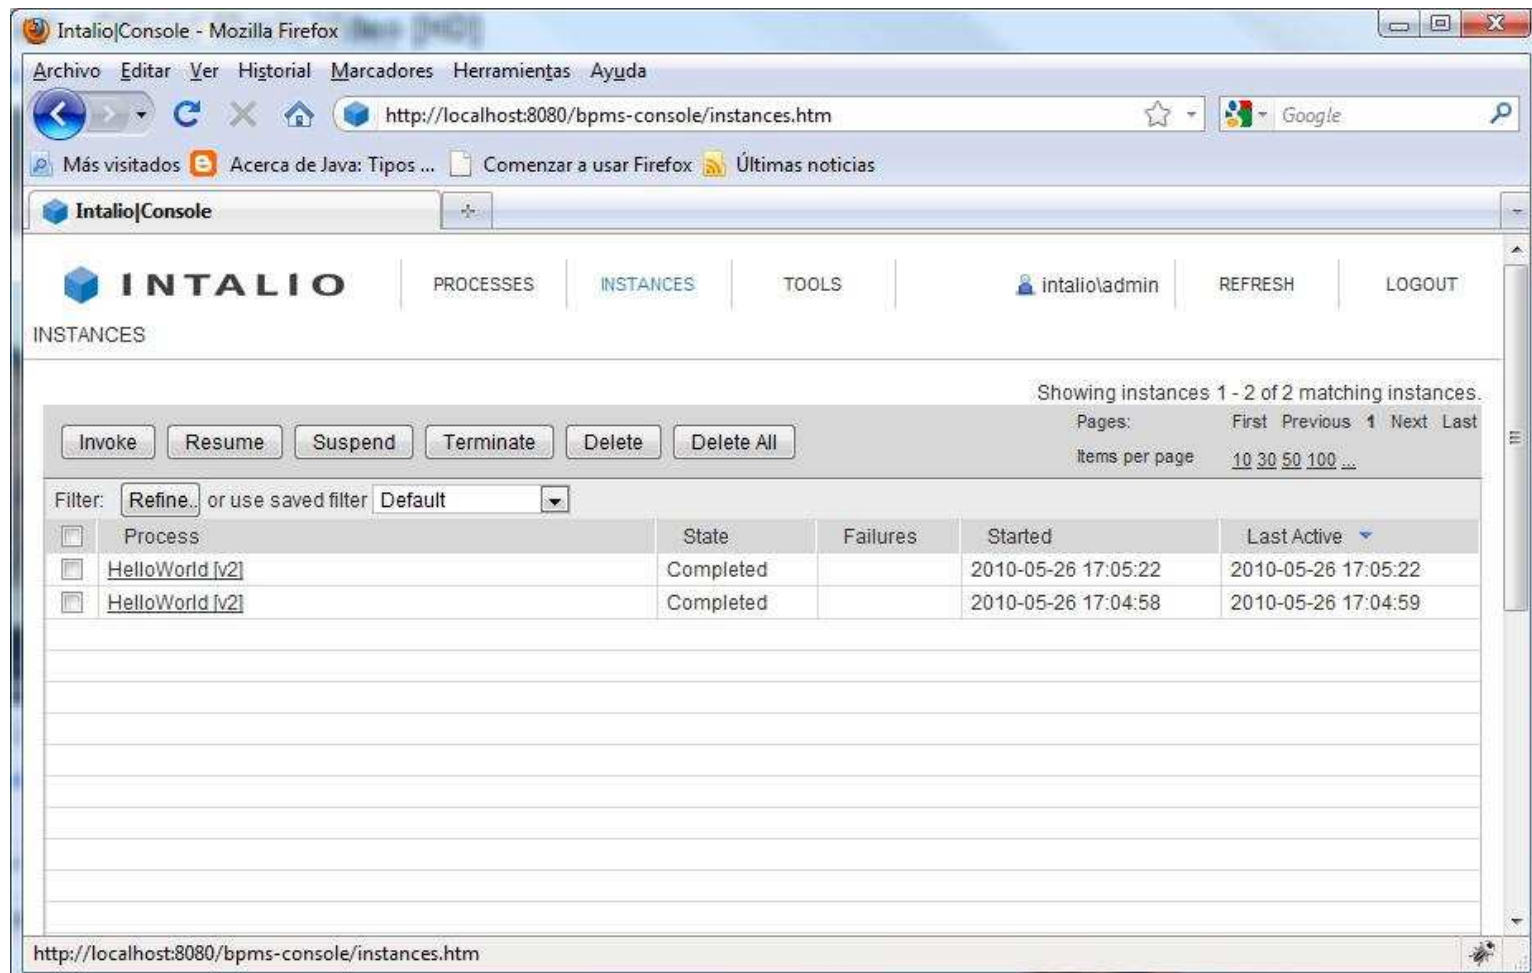 Intalio|Console - Mozilla Firefox
Archivo Editar Ver Historial Marcadores Herramientas Ayuda
http://localhost:8080/bpms-console/instances.htm
Google
Más visitados Acerca de Java: Tipos ... Comenzar a usar Firefox Últimas noticias
Intalio|Console
INTALIO PROCESSES INSTANCES TOOLS intalio\admin REFRESH LOGOUT
INSTANCES
Showing instances 1 - 2 of 2 matching instances.
Invoke Resume Suspend Terminate Delete Delete All
Pages: First Previous 1 Next Last
Items per page 10 30 50 100 ...
Filter: Refine.. or use saved filter Default
Process State Failures Started Last Active
HelloWorld [v2] Completed 2010-05-26 17:05:22 2010-05-26 17:05:22
HelloWorld [v2] Completed 2010-05-26 17:04:58 2010-05-26 17:04:59
http://localhost:8080/bpms-console/instances.htm